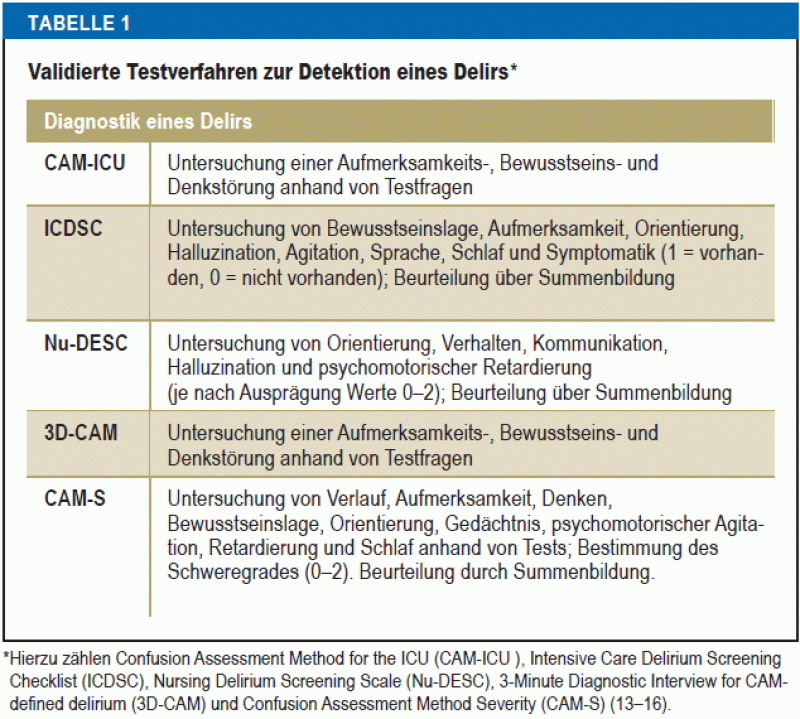 TABELLE 1
Validierte Testverfahren zur Detektion eines Delirs*
Diagnostik eines Delirs
CAM-ICU
Untersuchung einer Aufmerksamkeits-, Bewusstseins- und
Denkstörung anhand von Testfragen
ICDSC
Untersuchung von Bewusstseinslage, Aufmerksamkeit, Orientierung,
Halluzination, Agitation, Sprache, Schlaf und Symptomatik (1 = vorhan-
den, 0 = nicht vorhanden); Beurteilung über Summenbildung
Nu-DESC
Untersuchung von Orientierung, Verhalten, Kommunikation,
Halluzination und psychomotorischer Retardierung
(je nach Ausprägung Werte 0–2); Beurteilung über Summenbildung
3D-CAM
Untersuchung einer Aufmerksamkeits-, Bewusstseins- und
Denkstörung anhand von Testfragen
CAM-S
Untersuchung von Verlauf, Aufmerksamkeit, Denken,
Bewusstseinslage, Orientierung, Gedächtnis, psychomotorischer Agita-
tion, Retardierung und Schlaf anhand von Tests; Bestimmung des
Schweregrades (0–2). Beurteilung durch Summenbildung.
*Hierzu zählen Confusion Assessment Method for the ICU (CAM-ICU ), Intensive Care Delirium Screening
Checklist (ICDSC), Nursing Delirium Screening Scale (Nu-DESC), 3-Minute Diagnostic Interview for CAM-
defined delirium (3D-CAM) und Confusion Assessment Method Severity (CAM-S) (13–16).